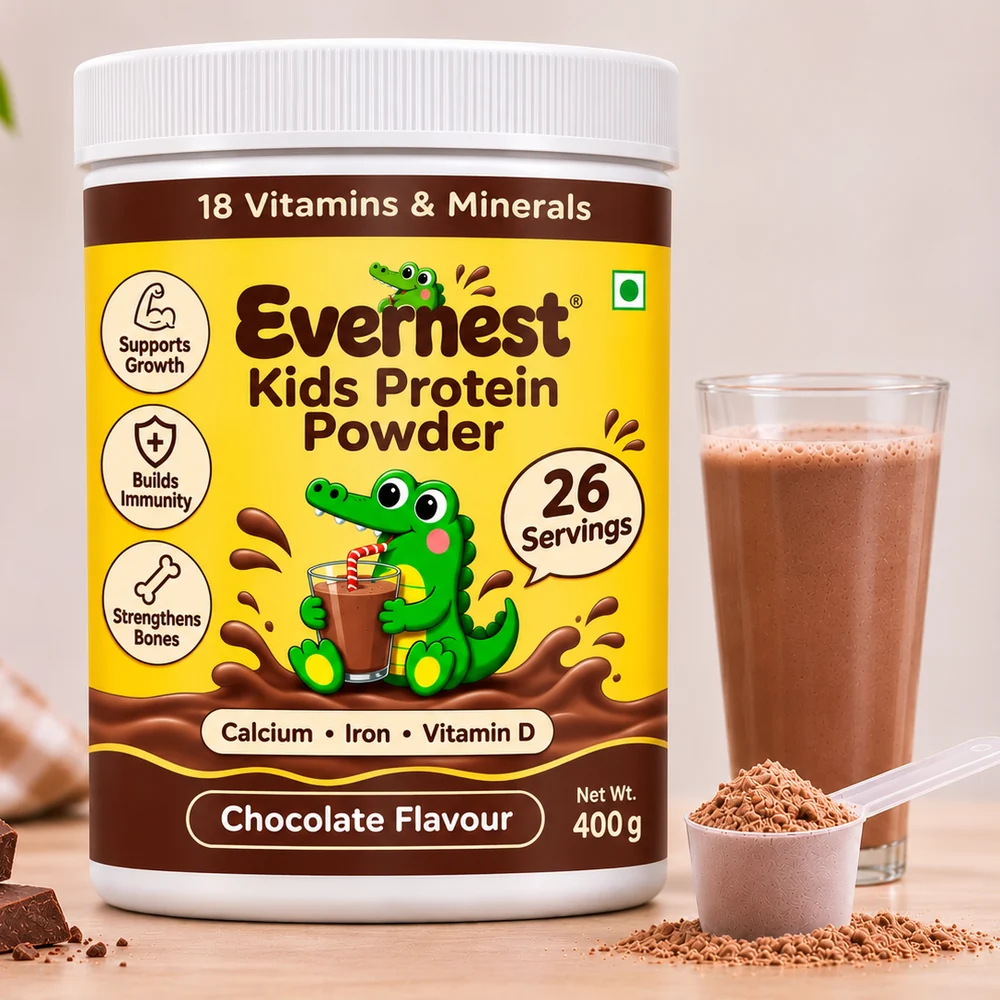 18 Vitamins & Minerals
Evernest®
Kids Protein
Powder
Supports
Growth
Builds
Immunity
Strengthens
Bones
26
Servings
Calcium • Iron • Vitamin D
Chocolate Flavour
Net Wt.
400 g